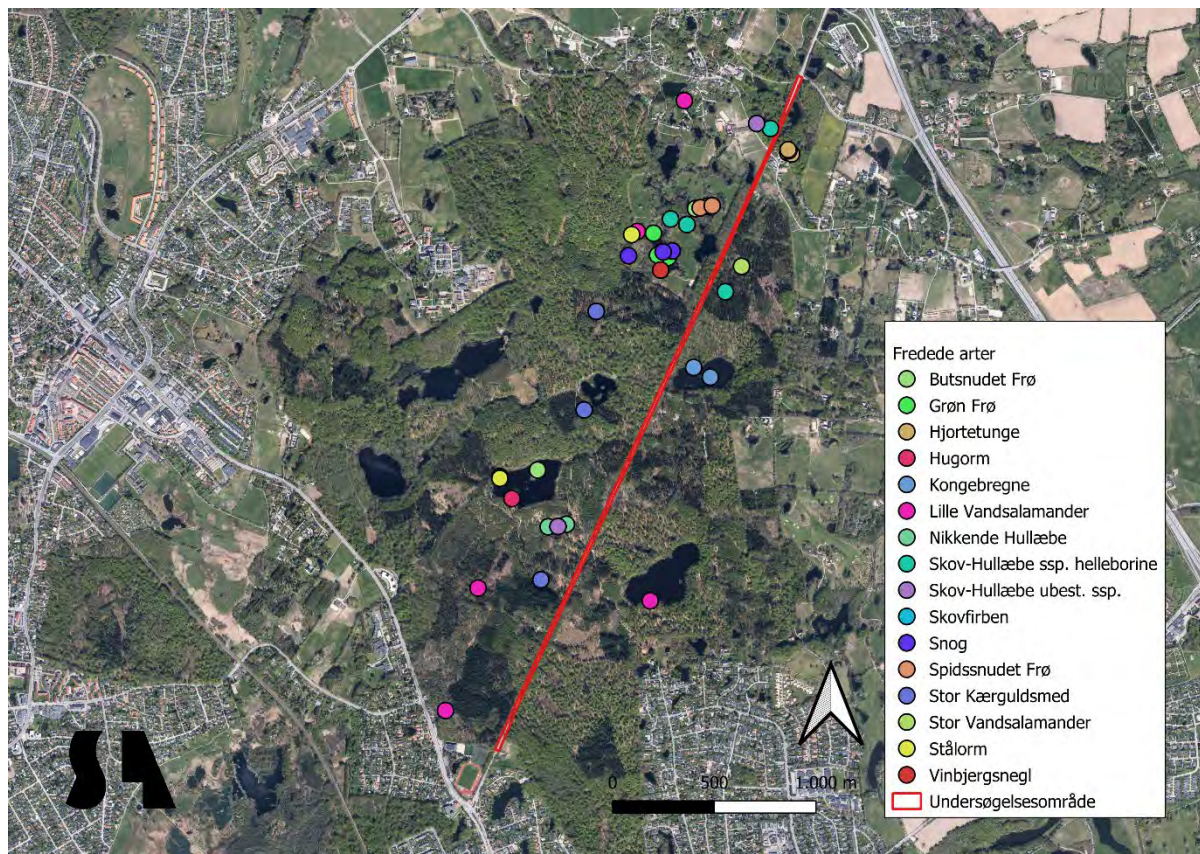 Fredede arter
Butsnudet Frø
Grøn Frø
Hjortetunge
Hugorm
Kongebregne
Lille Vandsalamander
Nikkende Hullæbe
Skov-Hullæbe ssp. helleborine
Skov-Hullæbe ubest. ssp.
Skovfirben
Snog
Spidssnudet Frø
Stor Kærguldsmed
Stor Vandsalamander
Stålorm
Vinbjergsnegl
Undersøgelsesområde
0 500 1.000 m
SA